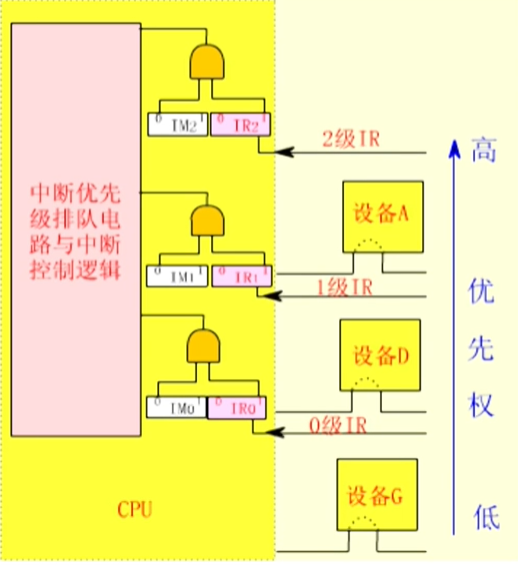 0 IM2 1 0 IR2 1
2级IR
高
中断优先
级排队电
路与中断
控制逻辑
设备A
0 IM1 1 0 IR1 1
1级IR
优
先
权
设备D
0 IM0 1 0 IR0 1
0级IR
设备G
低
CPU